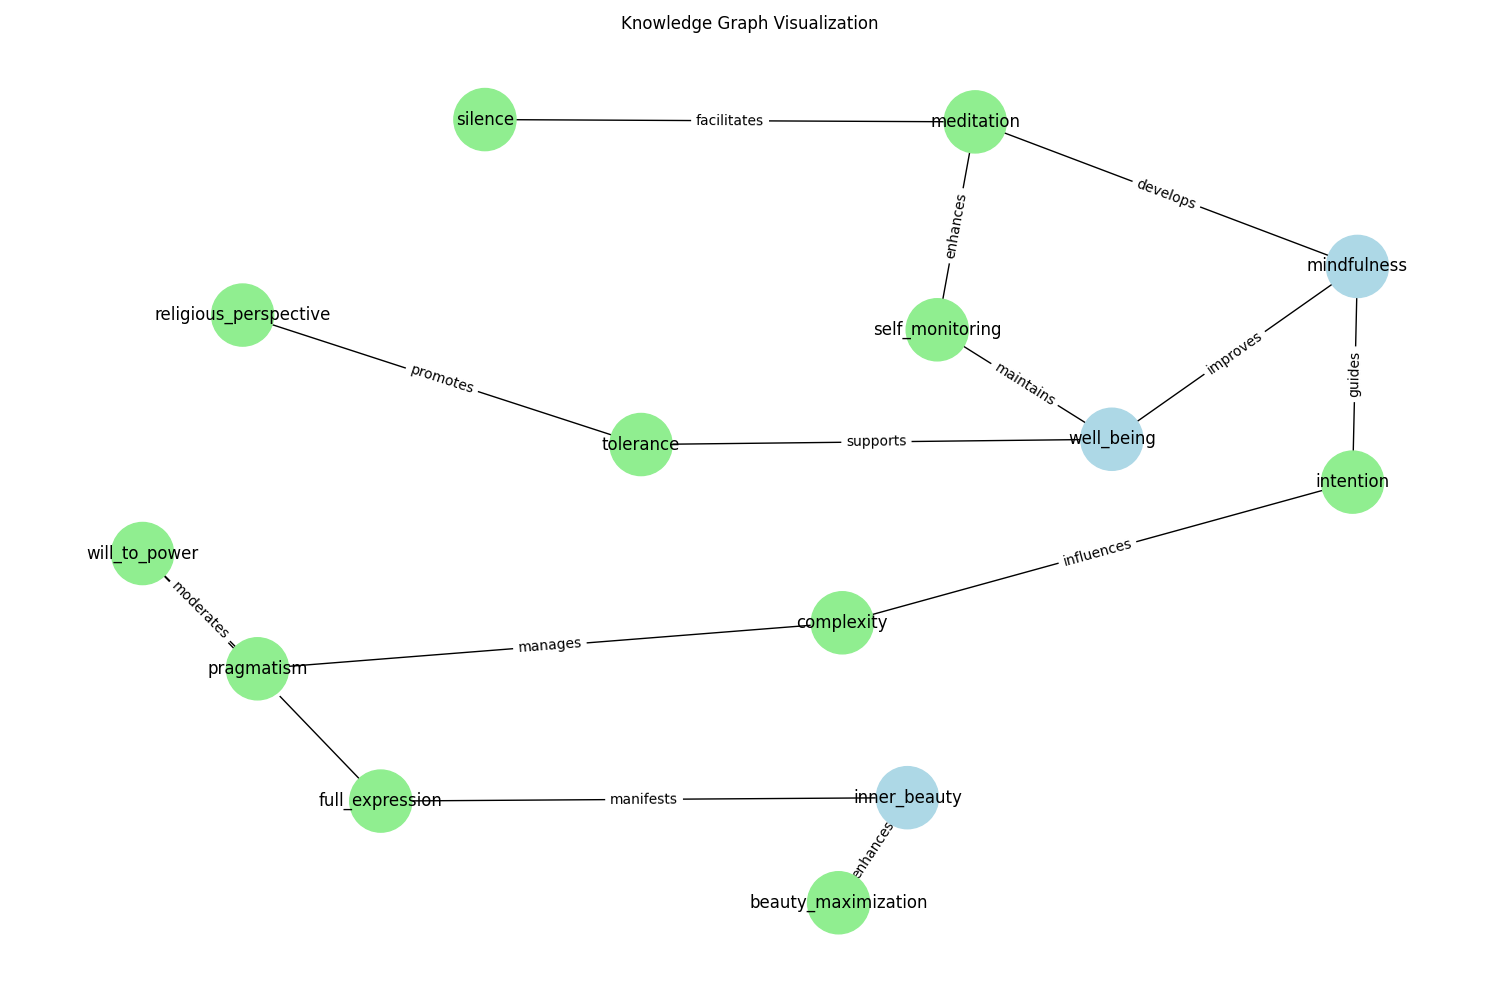 Knowledge Graph Visualization
silence
facilitates
meditation
develops
enhances
mindfulness
religious_perspective
self_monitoring
improves
promotes
maintains
guides
tolerance
supports
well_being
intention
will_to_power
influences
moderates
complexity
manages
pragmatism
full_expression
manifests
inner_beauty
enhances
beauty_maximization